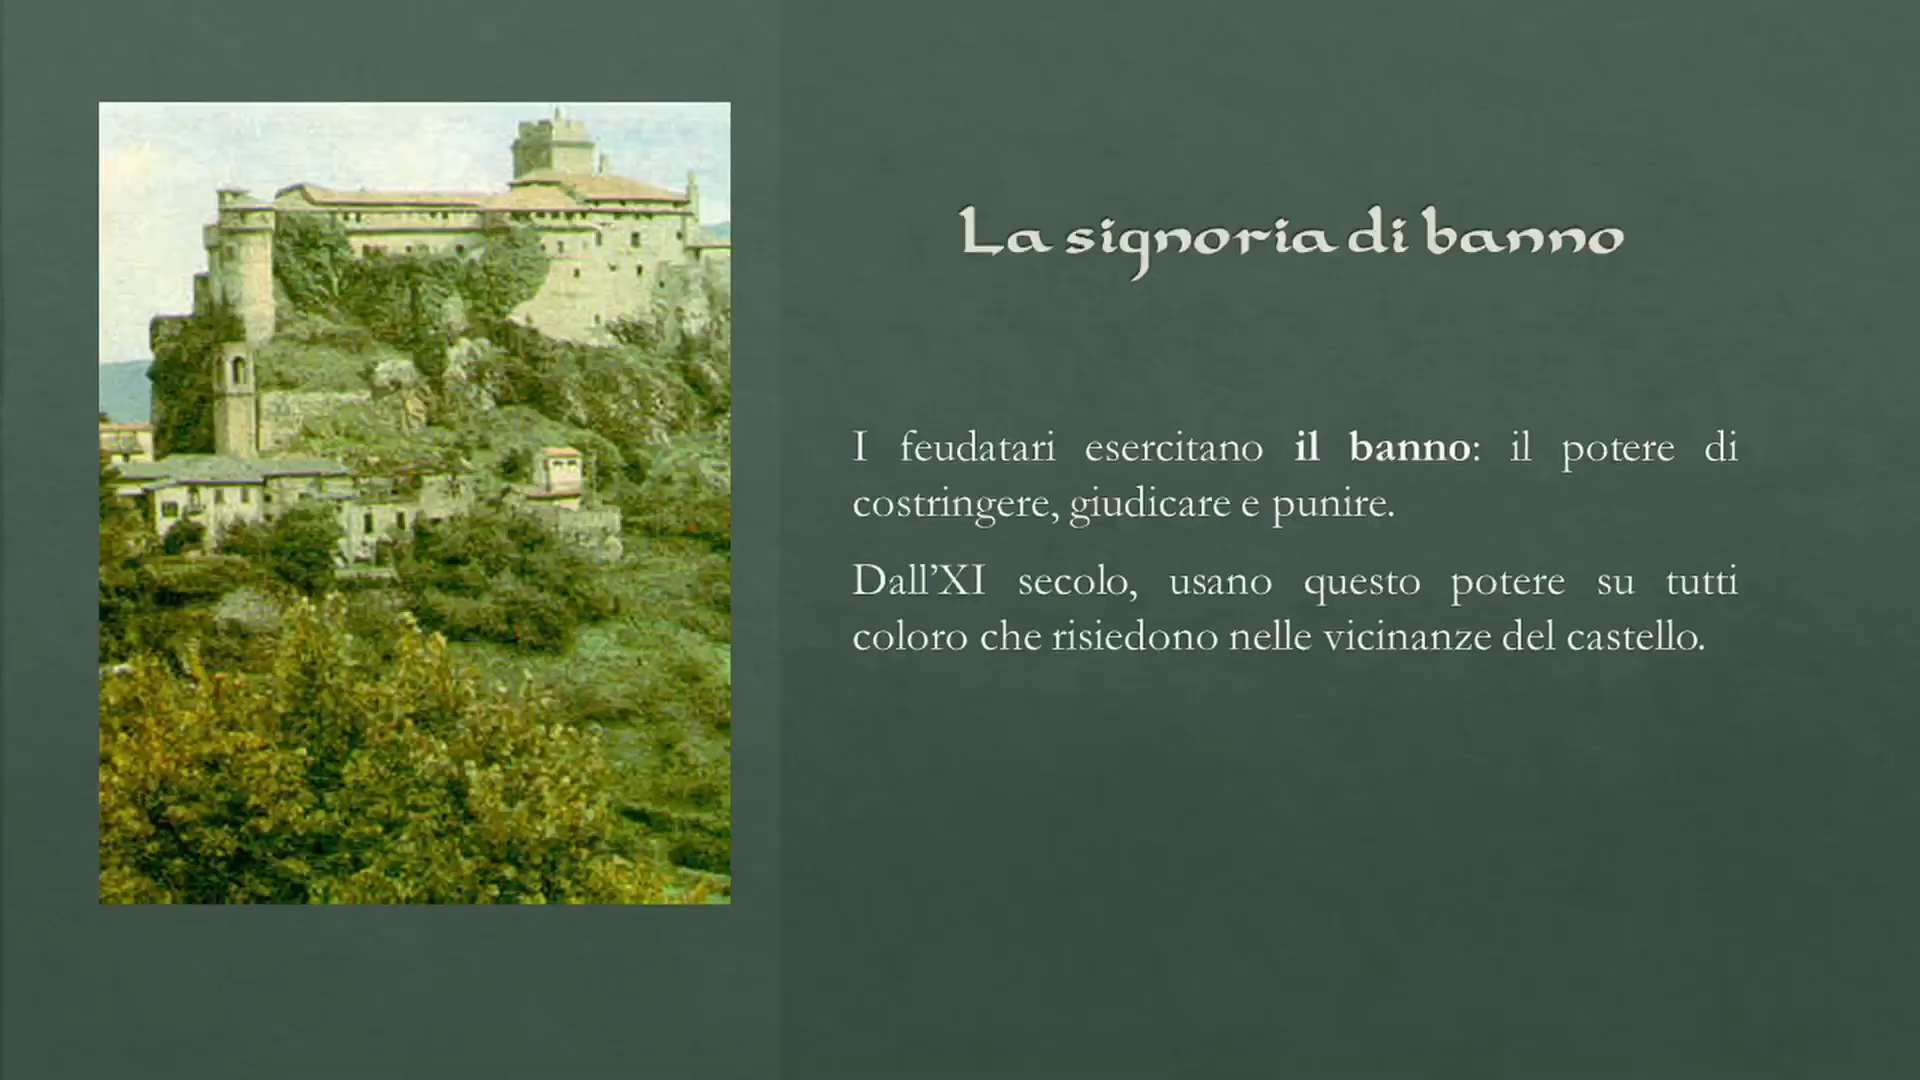 La signoria di banno
I feudatari esercitano il banno: il potere di
costringere, giudicare e punire.
Dall’XI secolo, usano questo potere su tutti
coloro che risiedono nelle vicinanze del castello.